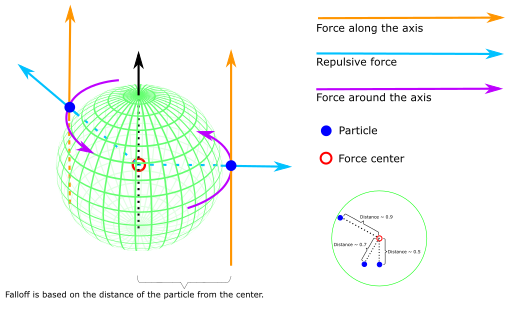 Force along the axis
Repulsive force
Force around the axis
Particle
Force center
Distance ~ 0.9
Distance ~ 0.7
Distance ~ 0.5
Falloff is based on the distance of the particle from the center.